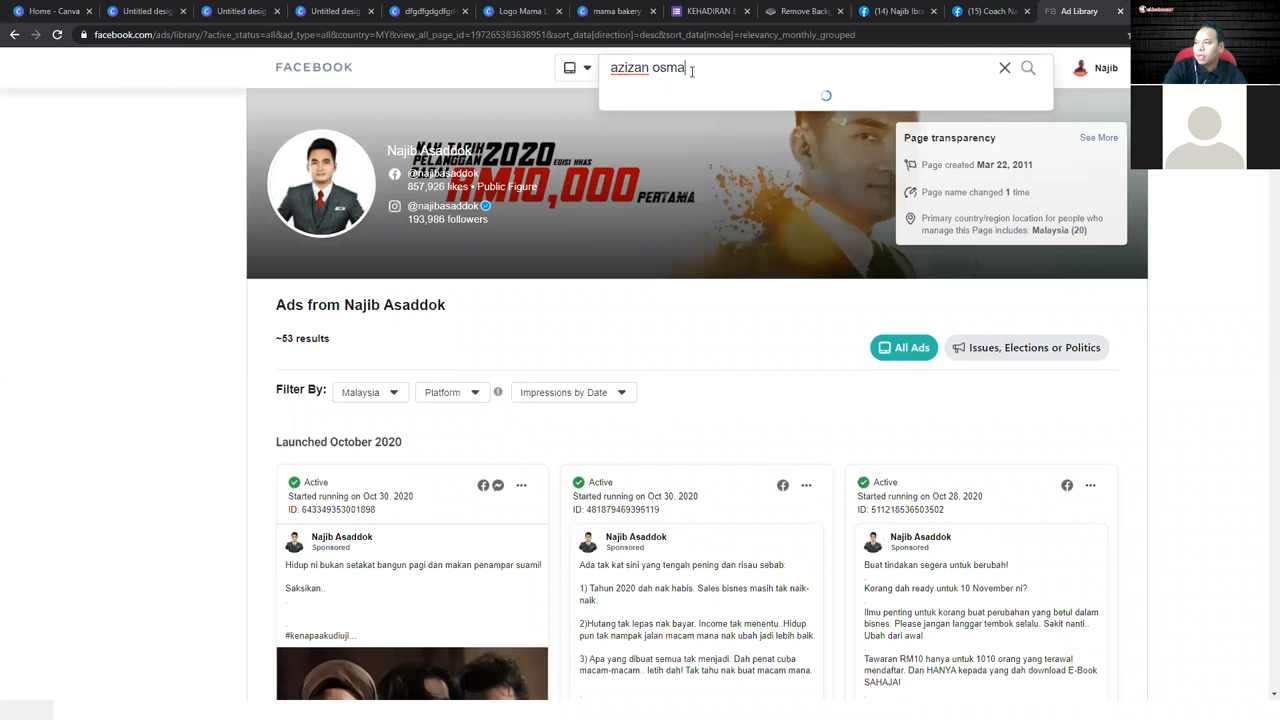 Home - Canva
Untitled desig
Untitled desig
Untitled desig
dfgdfgdgdfgd
Logo Mama L
mama bakery
KEHADIRAN E
Remove Backg
(14) Najib Ibra
(15) Coach Na
FB Ad Library
facebook.com/ads/library/?active_status=all&ad_type=all&country=MY&view_all_page_id=197265383638951&sort_data[direction]=desc&sort_data[mode]=relevancy_monthly_grouped
FACEBOOK
azizan osma
Najib
Najib Asaddok
@najibasaddok
857,926 likes • Public Figure
@najibasaddok
193,986 followers
2020 EDISI HNAS
RM10,000 PERTAMA
Page transparency
See More
Page created Mar 22, 2011
Page name changed 1 time
Primary country/region location for people who
manage this Page includes: Malaysia (20)
Ads from Najib Asaddok
~53 results
All Ads
Issues, Elections or Politics
Filter By:
Malaysia
Platform
Impressions by Date
Launched October 2020
Active
Started running on Oct 30, 2020
ID: 643349353001898
Najib Asaddok
Sponsored
Hidup ni bukan setakat bangun pagi dan makan penampar suami!
Saksikan..
.
.
#kenapaakudiuji...
Active
Started running on Oct 30, 2020
ID: 481879469395119
Najib Asaddok
Sponsored
Ada tak kat sini yang tengah pening dan risau sebab:
1) Tahun 2020 dah nak habis. Sales bisnes masih tak naik-
naik.
2)Hutang tak lepas nak bayar. Income tak menentu. Hidup
pun tak nampak jalan macam mana nak ubah jadi lebih baik.
3) Apa yang dibuat semua tak menjadi. Dah penat cuba
macam-macam.. letih dah! Tak tahu nak buat macam mana.
.
Active
Started running on Oct 28, 2020
ID: 511218536503502
Najib Asaddok
Sponsored
Buat tindakan segera untuk berubah!
.
Korang dah ready untuk 10 November ni?
.
Ilmu penting untuk korang buat perubahan yang betul dalam
bisnes. Please jangan langgar tembok selalu. Sakit nanti..
Ubah dari awal
.
Tawaran RM10 hanya untuk 1010 orang yang terawal
mendaftar. Dan HANYA kepada yang dah download E-Book
SAHAJA!
.